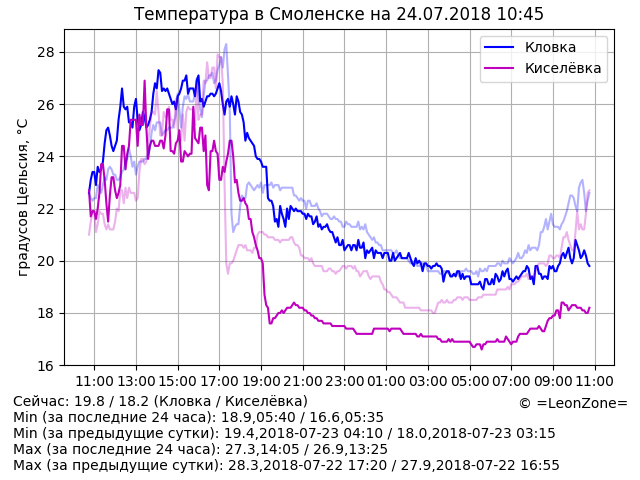 Температура в Смоленске на 24.07.2018 10:45
Кловка
Киселёвка
градусов Цельсия, °C
28
26
24
22
20
18
16
11:00 13:00 15:00 17:00 19:00 21:00 23:00 01:00 03:00 05:00 07:00 09:00 11:00
Сейчас: 19.8 / 18.2 (Кловка / Киселёвка)
© =LeonZone=
Min (за последние 24 часа): 18.9,05:40 / 16.6,05:35
Min (за предыдущие сутки): 19.4,2018-07-23 04:10 / 18.0,2018-07-23 03:15
Max (за последние 24 часа): 27.3,14:05 / 26.9,13:25
Max (за предыдущие сутки): 28.3,2018-07-22 17:20 / 27.9,2018-07-22 16:55